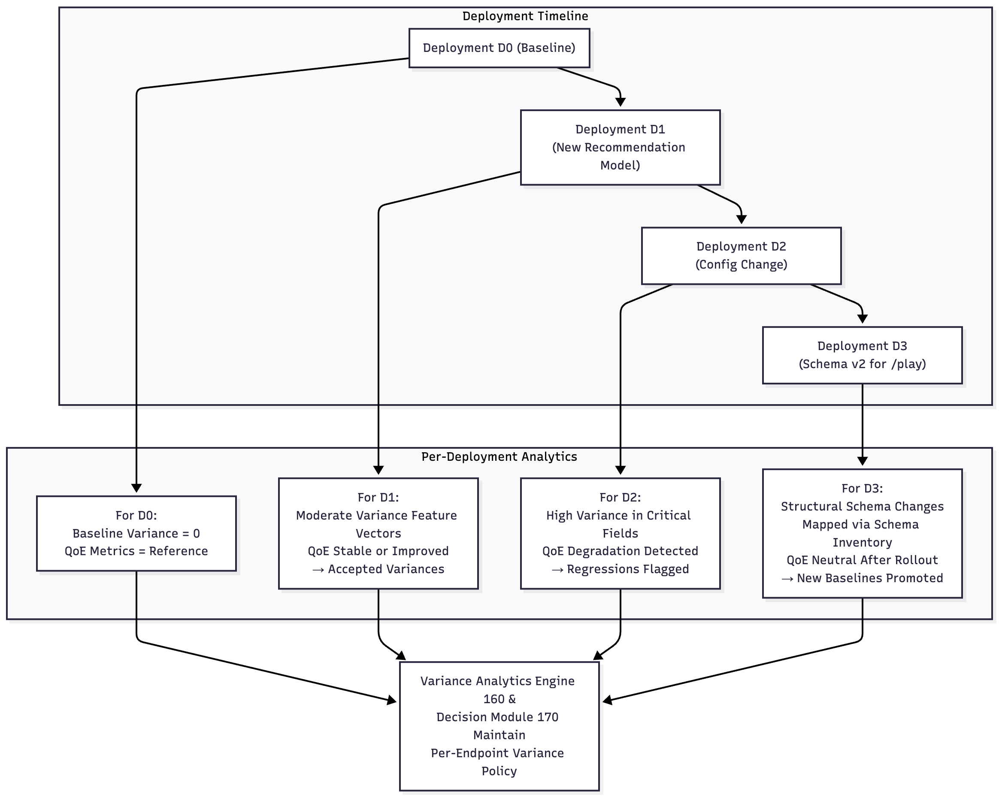 Deployment Timeline
Deployment D0 (Baseline)
Deployment D1
(New Recommendation
Model)
Deployment D2
(Config Change)
Deployment D3
(Schema v2 for /play)
Per-Deployment Analytics
For D0:
Baseline Variance = 0
QoE Metrics = Reference
For D1:
Moderate Variance Feature
Vectors
QoE Stable or Improved
→ Accepted Variances
For D2:
High Variance in Critical
Fields
QoE Degradation Detected
→ Regressions Flagged
For D3:
Structural Schema Changes
Mapped via Schema
Inventory
QoE Neutral After Rollout
→ New Baselines Promoted
Variance Analytics Engine
160 &
Decision Module 170
Maintain
Per-Endpoint Variance
Policy